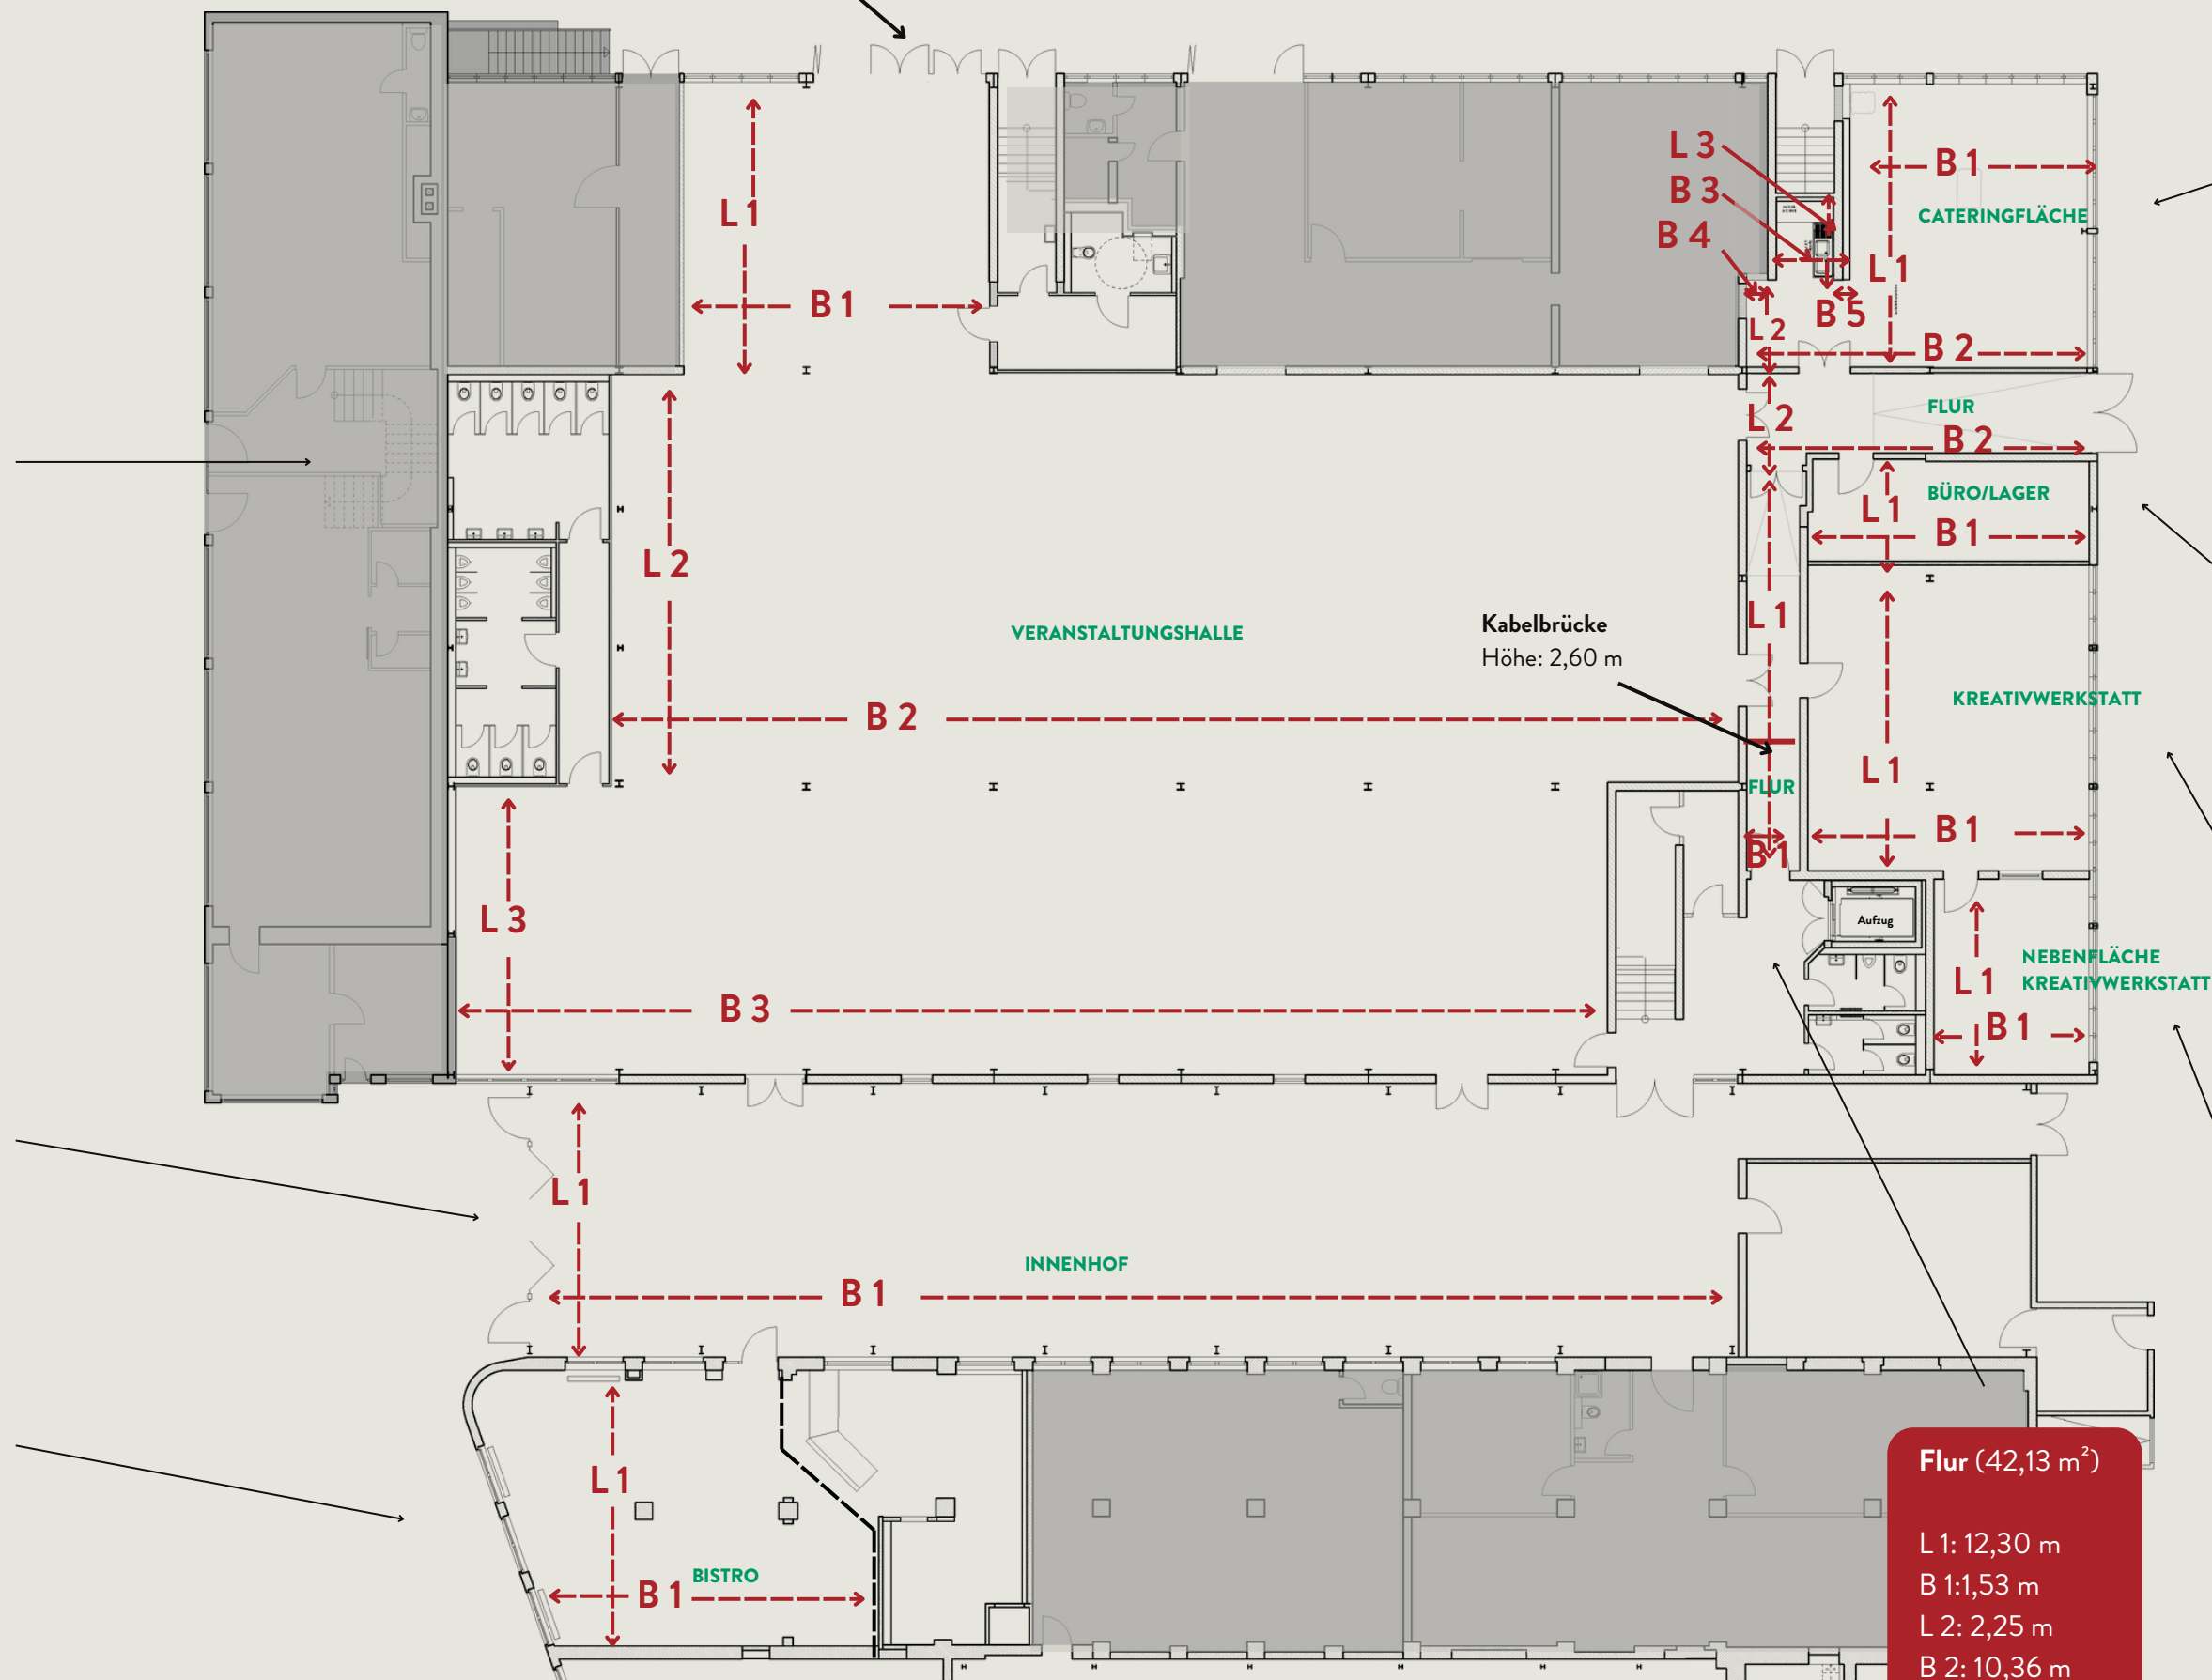 L 3
B 3
B 4
B 1
CATERINGFLÄCHE
L 1
L 1
B 1
B 5
L 2
B 2
FLUR
L 2
B 2
BÜRO/LAGER
L 1
B 1
L 2
VERANSTALTUNGSHALLE
Kabelbrücke
Höhe: 2,60 m
L 1
KREATIVWERKSTATT
B 2
L 1
FLUR
B 1
B 1
L 3
Aufzug
NEBENFLÄCHE
KREATIVWERKSTATT
L 1
B 3
B 1
L 1
INNENHOF
B 1
L 1
BISTRO
B 1
Flur (42,13 m²)
L 1: 12,30 m
B 1:1,53 m
L 2: 2,25 m
B 2: 10,36 m